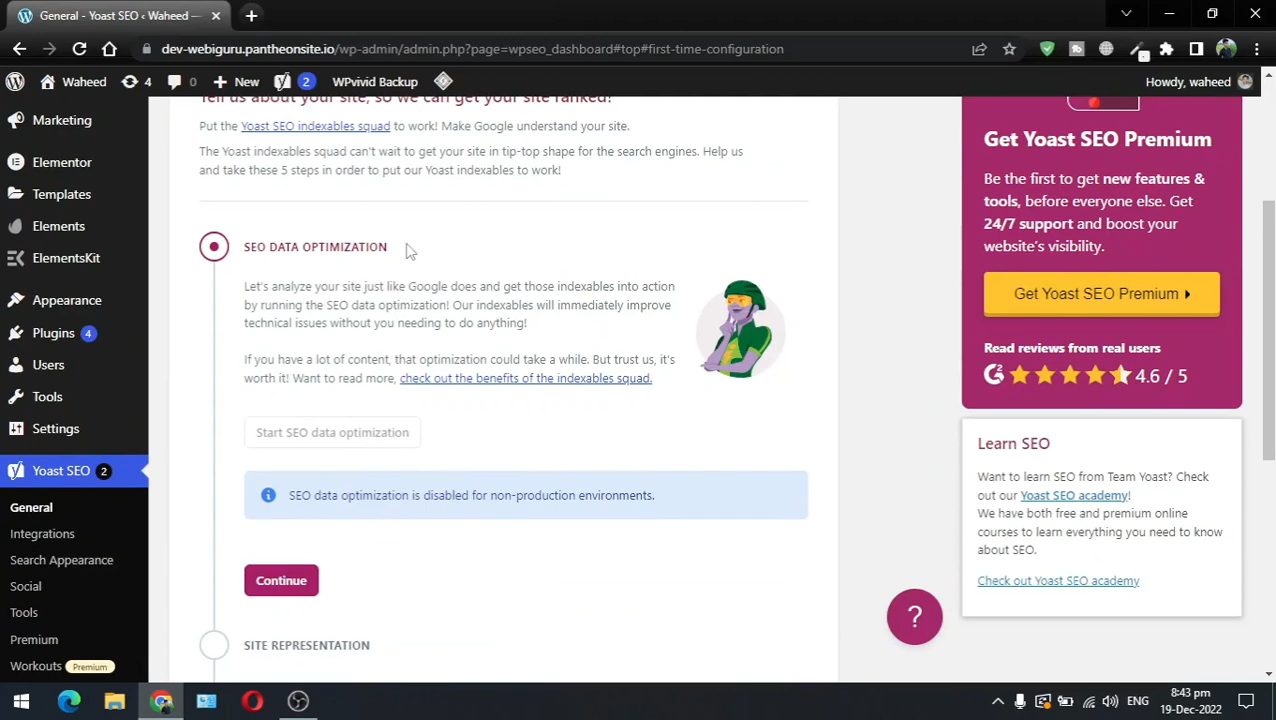 General - Yoast SEO ‹ Waheed —
dev-webiguru.pantheonsite.io/wp-admin/admin.php?page=wpseo_dashboard#top#first-time-configuration
Waheed
4
0
New
2
WPvivid Backup
Howdy, waheed
Marketing
Elementor
Templates
Elements
ElementsKit
Appearance
Plugins 4
Users
Tools
Settings
Yoast SEO 2
General
Integrations
Search Appearance
Social
Tools
Premium
Workouts Premium
Tell us about your site, so we can get your site ranked!
Put the Yoast SEO indexables squad to work! Make Google understand your site.
The Yoast indexables squad can't wait to get your site in tip-top shape for the search engines. Help us
and take these 5 steps in order to put our Yoast indexables to work!
SEO DATA OPTIMIZATION
Let's analyze your site just like Google does and get those indexables into action
by running the SEO data optimization! Our indexables will immediately improve
technical issues without you needing to do anything!
If you have a lot of content, that optimization could take a while. But trust us, it's
worth it! Want to read more, check out the benefits of the indexables squad.
Start SEO data optimization
SEO data optimization is disabled for non-production environments.
Continue
SITE REPRESENTATION
Get Yoast SEO Premium
Be the first to get new features &
tools, before everyone else. Get
24/7 support and boost your
website's visibility.
Get Yoast SEO Premium
Read reviews from real users
4.6 / 5
Learn SEO
Want to learn SEO from Team Yoast? Check
out our Yoast SEO academy!
We have both free and premium online
courses to learn everything you need to know
about SEO.
Check out Yoast SEO academy
?
ENG
8:43 pm
19-Dec-2022